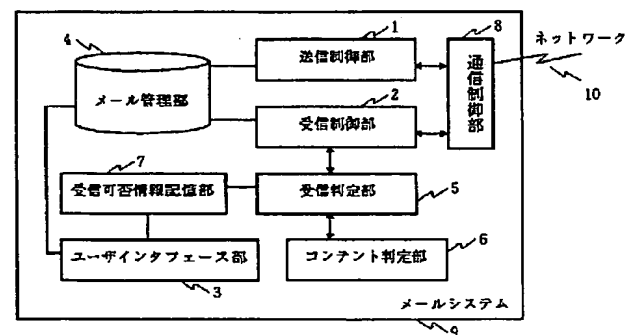 4
1
8
ネットワーク
送信制御部
通信制御部
メール管理部
2
10
受信制御部
7
受信可否情報記憶部
受信判定部
5
6
ユーザインタフェース部
コンテント判定部
3
メールシステム
9